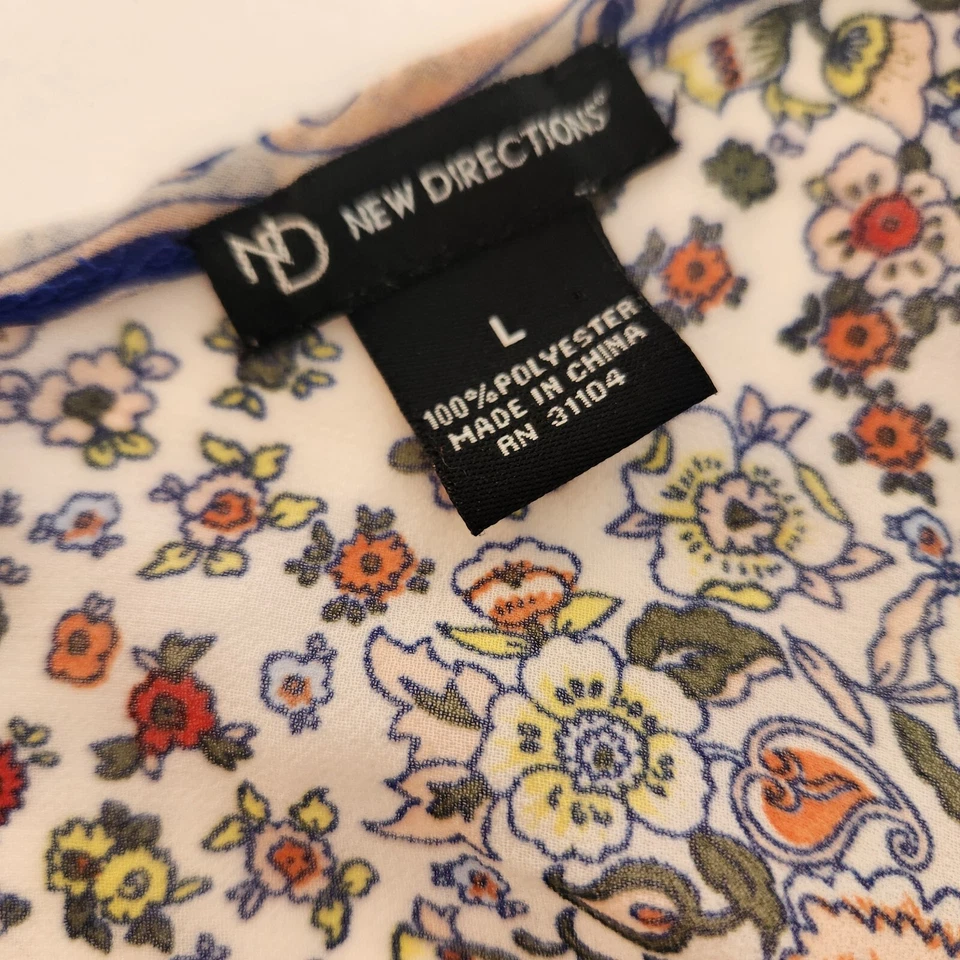 ND NEW DIRECTIONS®
L
100% POLYESTER
MADE IN CHINA
RN 31104